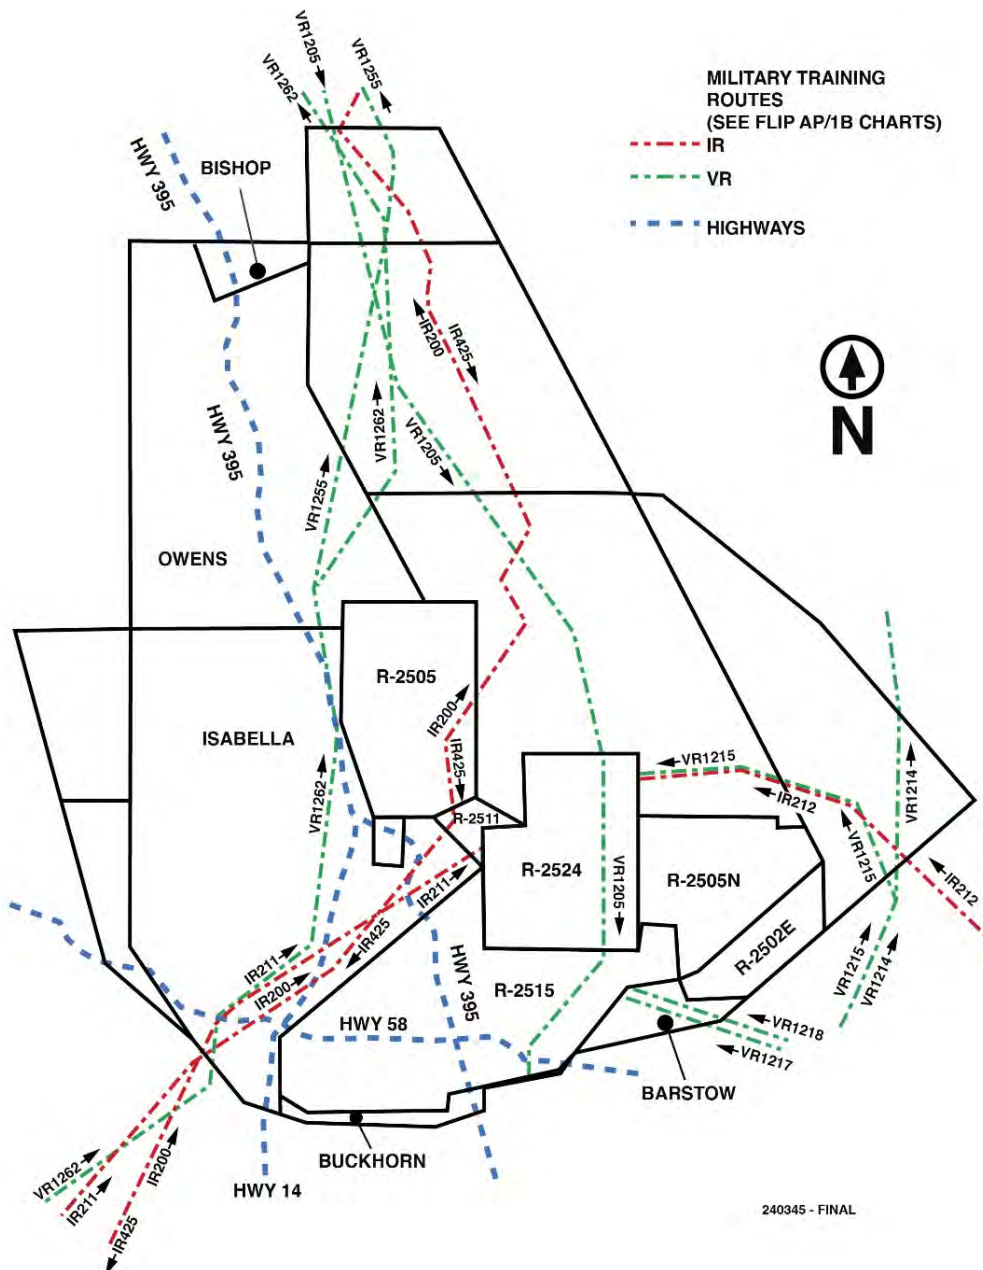 VR1205
VR1262
VR1255
MILITARY TRAINING
ROUTES
(SEE FLIP AP/1B CHARTS)
IR
VR
HIGHWAYS
HWY 395
BISHOP
N
IR200
IR425
HWY 395
VR1262
VR1205
VR1255
OWENS
R-2505
IR200
ISABELLA
IR425
VR1215
VR1214
VR1262
IR212
R-2511
VR1215
R-2524
R-2505N
IR211
VR1205
IR212
IR425
IR211
R-2502E
VR1215
VR1214
IR200
HWY 395
R-2515
HWY 58
VR1218
VR1217
BARSTOW
BUCKHORN
VR1262
IR200
IR211
HWY 14
IR425
240345 - FINAL